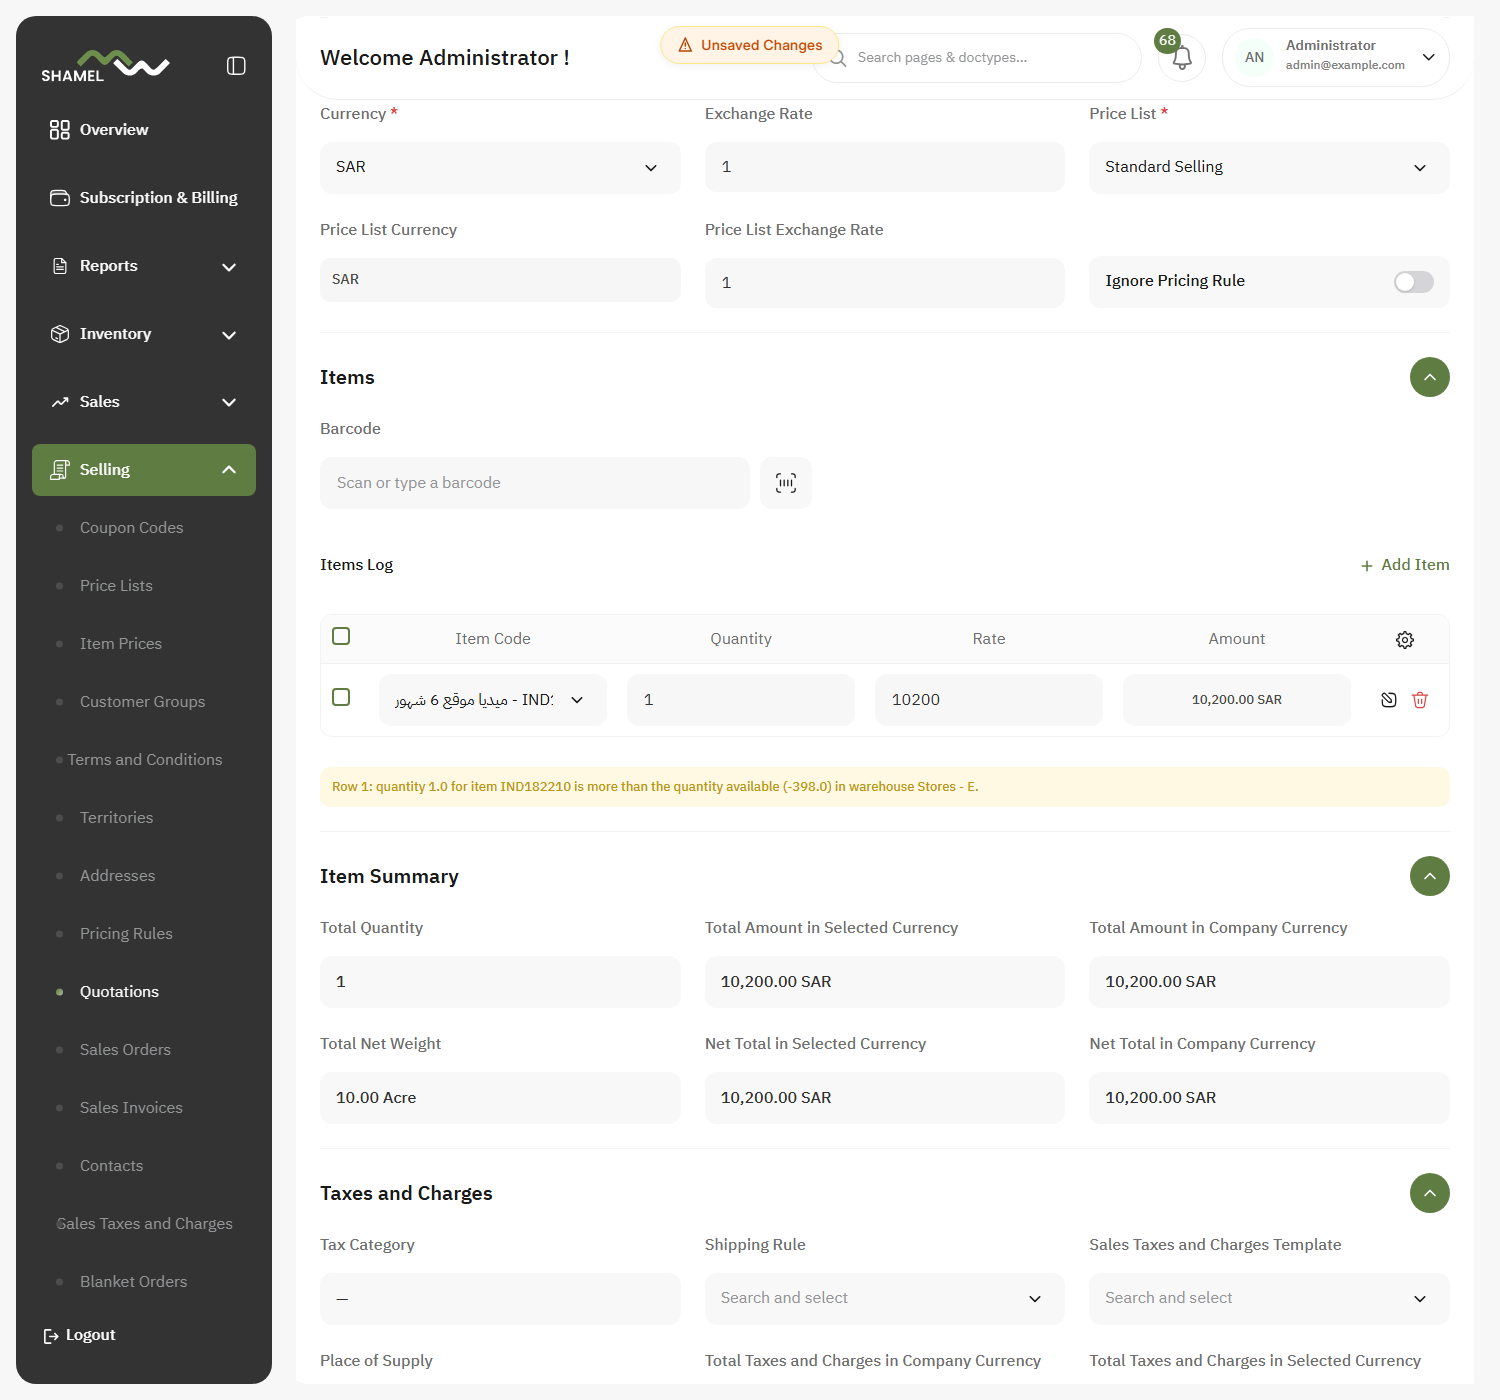 SHAMEL
Overview
Subscription & Billing
Reports
Inventory
Sales
Selling
Coupon Codes
Price Lists
Item Prices
Customer Groups
Terms and Conditions
Territories
Addresses
Pricing Rules
Quotations
Sales Orders
Sales Invoices
Contacts
Sales Taxes and Charges
Blanket Orders
Logout
Welcome Administrator !
Unsaved Changes
Search pages & doctypes...
68
AN
Administrator
admin@example.com
Currency *
Exchange Rate
Price List *
SAR
1
Standard Selling
Price List Currency
Price List Exchange Rate
SAR
1
Ignore Pricing Rule
Items
Barcode
Scan or type a barcode
Items Log
+ Add Item
Item Code
Quantity
Rate
Amount
ميديا موقع 6 شهور - IND1
1
10200
10,200.00 SAR
Row 1: quantity 1.0 for item IND182210 is more than the quantity available (-398.0) in warehouse Stores - E.
Item Summary
Total Quantity
Total Amount in Selected Currency
Total Amount in Company Currency
1
10,200.00 SAR
10,200.00 SAR
Total Net Weight
Net Total in Selected Currency
Net Total in Company Currency
10.00 Acre
10,200.00 SAR
10,200.00 SAR
Taxes and Charges
Tax Category
Shipping Rule
Sales Taxes and Charges Template
—
Search and select
Search and select
Place of Supply
Total Taxes and Charges in Company Currency
Total Taxes and Charges in Selected Currency